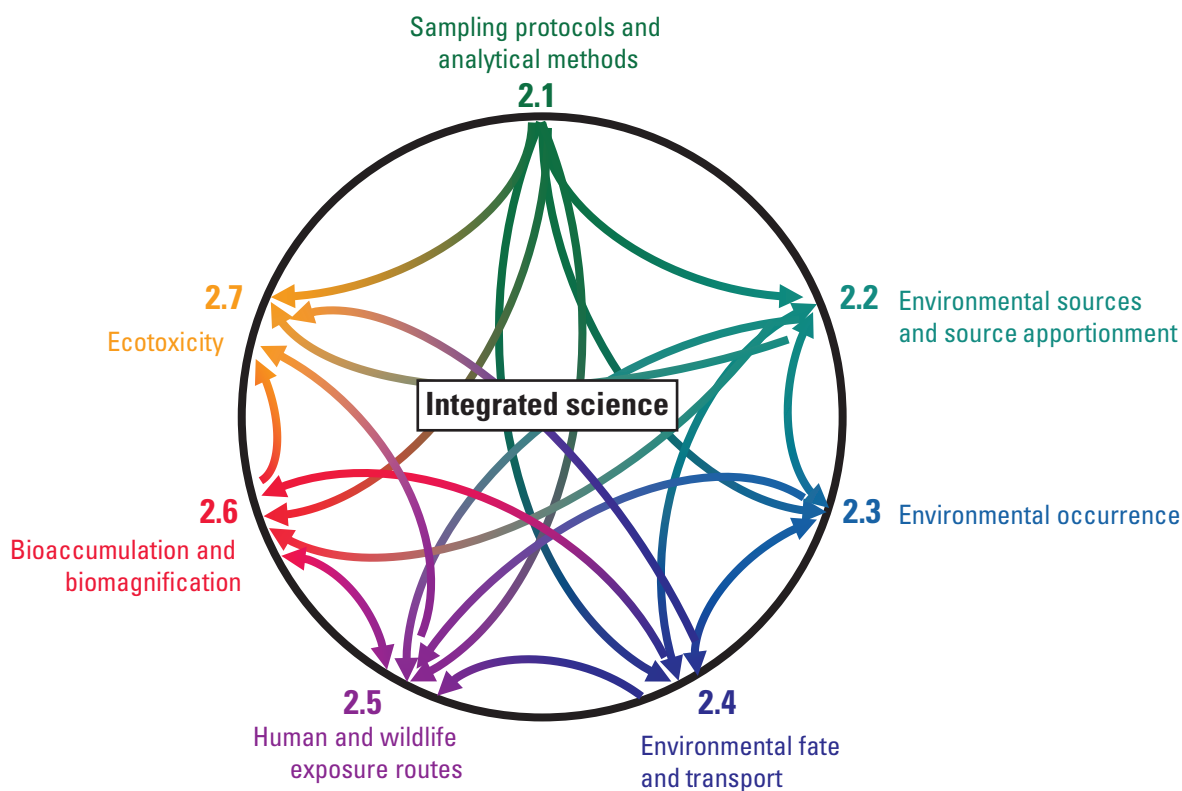 Sampling protocols and
analytical methods
2.1
2.7
Ecotoxicity
2.2 Environmental sources
and source apportionment
Integrated science
2.6
Bioaccumulation and
biomagnification
2.3 Environmental occurrence
2.5
Human and wildlife
exposure routes
2.4
Environmental fate
and transport